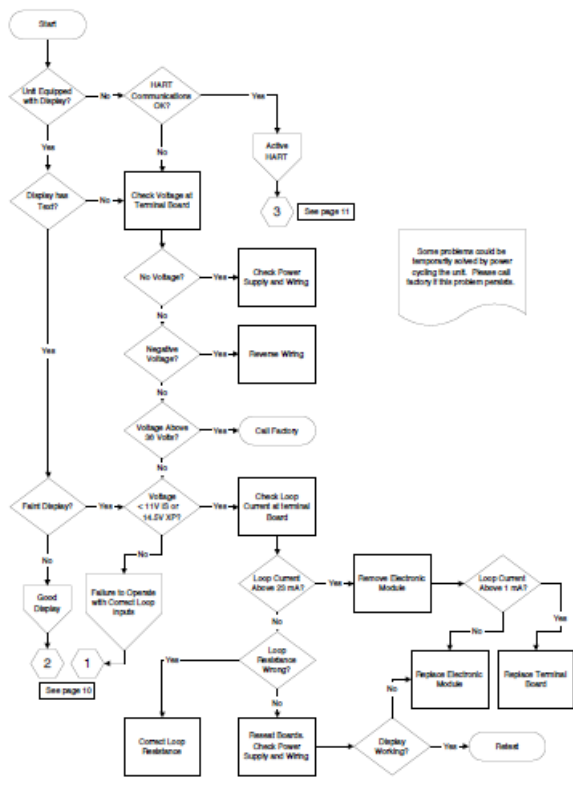 Start
Unit Equipped
with Display?
No
HART
Communications
OK?
Yes
Yes
Active
HART
No
Display has
Text?
No
Check Voltage at
Terminal Board
3
See page 11
Some problems could be
temporarily solved by power
cycling the unit. Please call
factory if this problem persists.
No Voltage?
Yes
Check Power
Supply and Wiring
No
Yes
Negative
Voltage?
Yes
Reverse Wiring
No
Voltage Above
36 Volts?
Yes
Call Factory
No
Faint Display?
Yes
Voltage
< 11V IS or
14.5V XP?
Yes
Check Loop
Current at terminal
Board
No
No
Good
Display
Failure to Operate
with Correct Loop
Inputs
Loop Current
Above 23 mA?
Yes
Remove Electronic
Module
Loop Current
Above 1 mA?
Yes
No
No
2
1
See page 10
Yes
Loop
Resistance
Wrong?
Replace Electronic
Module
Replace Terminal
Board
No
No
Correct Loop
Resistance
Reseat Boards.
Check Power
Supply and Wiring
Display
Working?
Yes
Retest